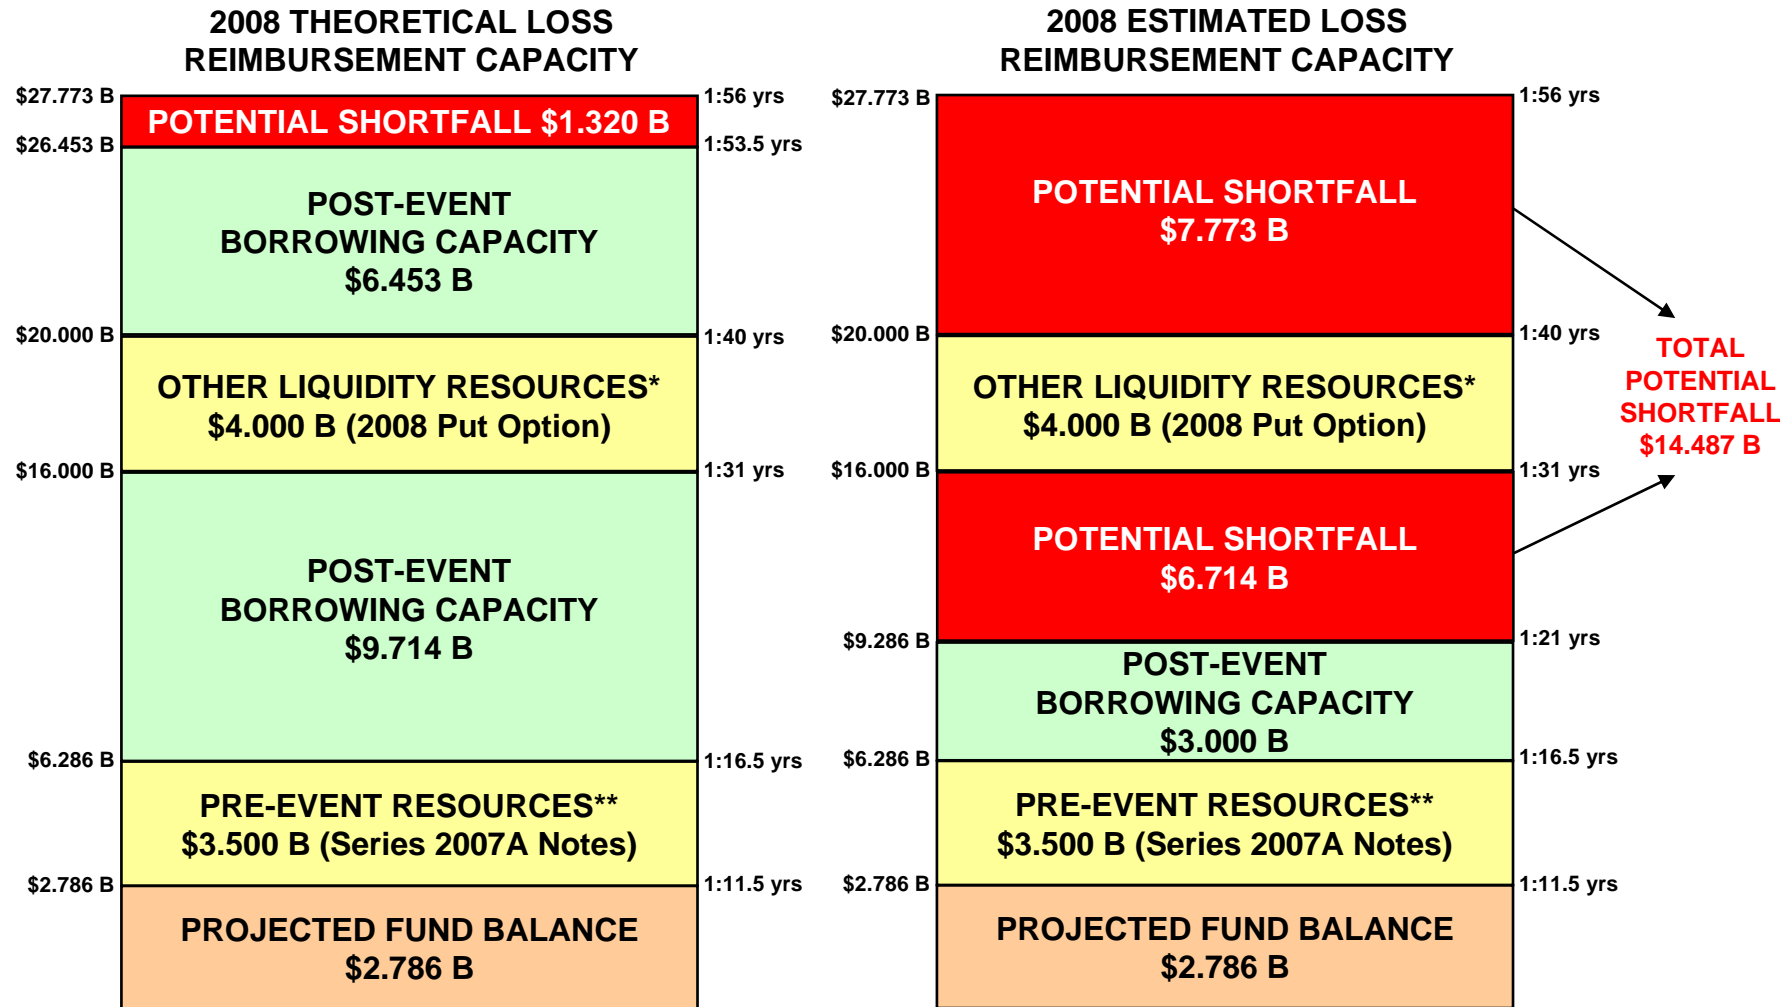 2008 THEORETICAL LOSS
REIMBURSEMENT CAPACITY
$27.773 B
1:56 yrs
POTENTIAL SHORTFALL $1.320 B
$26.453 B
1:53.5 yrs
POST-EVENT
BORROWING CAPACITY
$6.453 B
$20.000 B
1:40 yrs
OTHER LIQUIDITY RESOURCES*
$4.000 B (2008 Put Option)
$16.000 B
1:31 yrs
POST-EVENT
BORROWING CAPACITY
$9.714 B
$6.286 B
1:16.5 yrs
PRE-EVENT RESOURCES**
$3.500 B (Series 2007A Notes)
$2.786 B
1:11.5 yrs
PROJECTED FUND BALANCE
$2.786 B
2008 ESTIMATED LOSS
REIMBURSEMENT CAPACITY
$27.773 B
1:56 yrs
POTENTIAL SHORTFALL
$7.773 B
$20.000 B
1:40 yrs
OTHER LIQUIDITY RESOURCES*
$4.000 B (2008 Put Option)
$16.000 B
1:31 yrs
POTENTIAL SHORTFALL
$6.714 B
$9.286 B
1:21 yrs
POST-EVENT
BORROWING CAPACITY
$3.000 B
$6.286 B
1:16.5 yrs
PRE-EVENT RESOURCES**
$3.500 B (Series 2007A Notes)
$2.786 B
1:11.5 yrs
PROJECTED FUND BALANCE
$2.786 B
TOTAL
POTENTIAL
SHORTFALL
$14.487 B